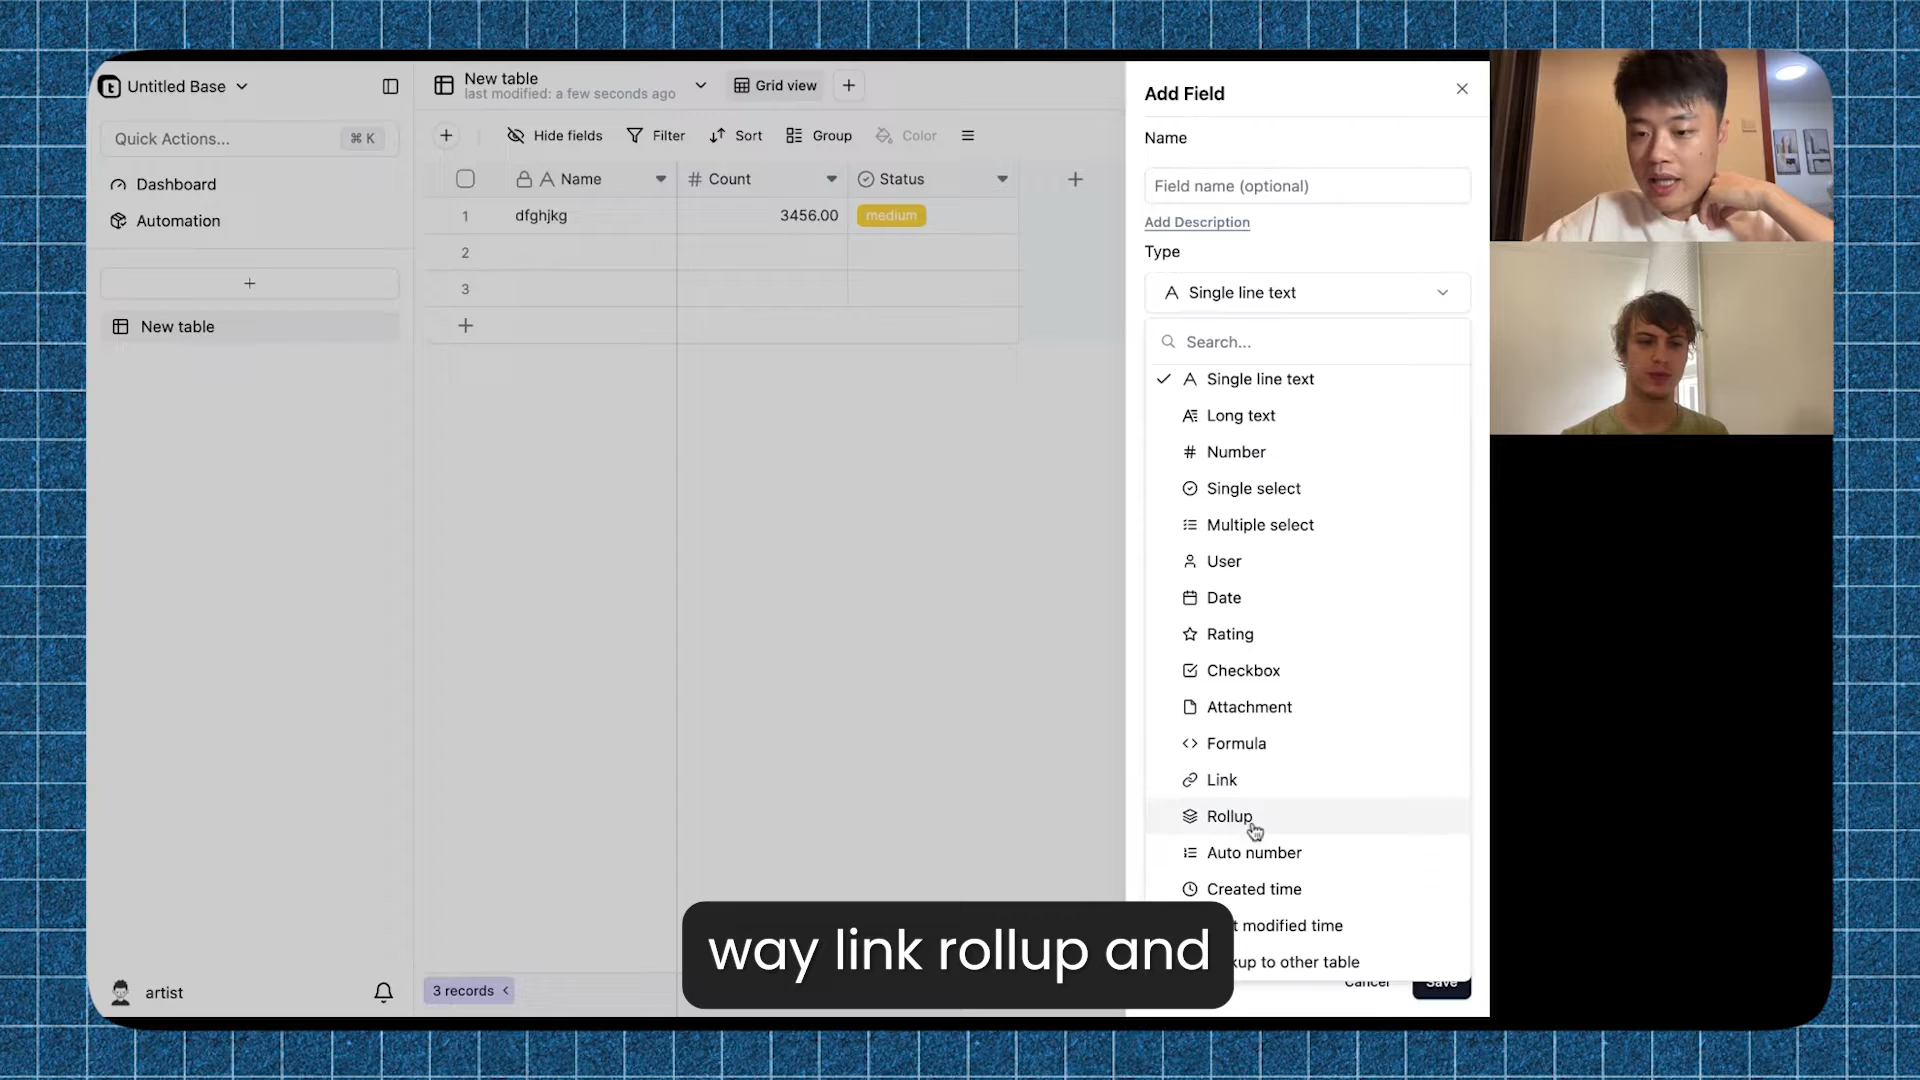 Untitled Base
Quick Actions...
⌘ K
Dashboard
Automation
+
New table
artist
New table
last modified: a few seconds ago
Grid view
+
+
Hide fields
Filter
Sort
Group
Color
Name
# Count
Status
+
1
dfghjkg
3456.00
medium
2
3
+
3 records
Add Field
Name
Field name (optional)
Add Description
Type
Single line text
Search...
Single line text
Long text
Number
Single select
Multiple select
User
Date
Rating
Checkbox
Attachment
Formula
Link
Rollup
Auto number
Created time
t modified time
kup to other table
Cancel
Save
way link rollup and